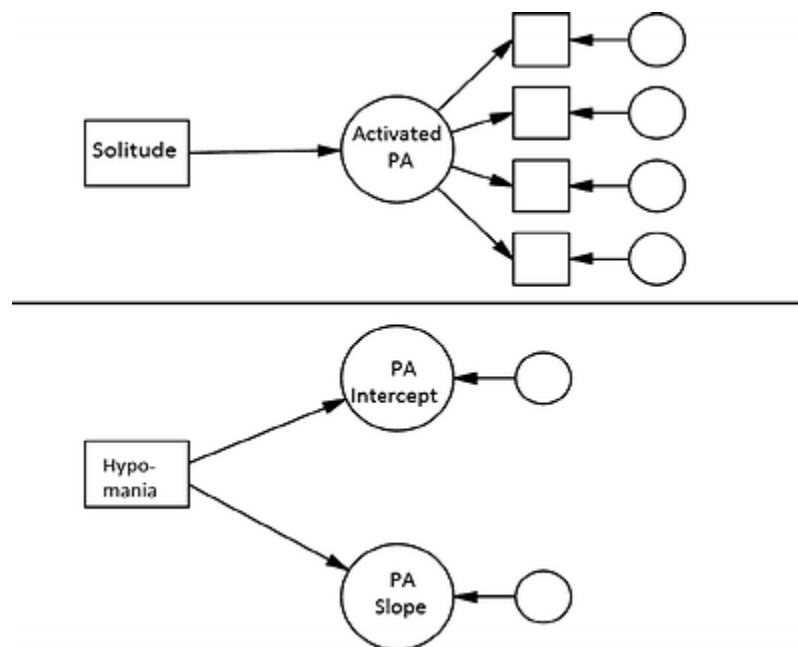 Solitude
Activated
PA
PA
Intercept
Hypo-
mania
PA
Slope